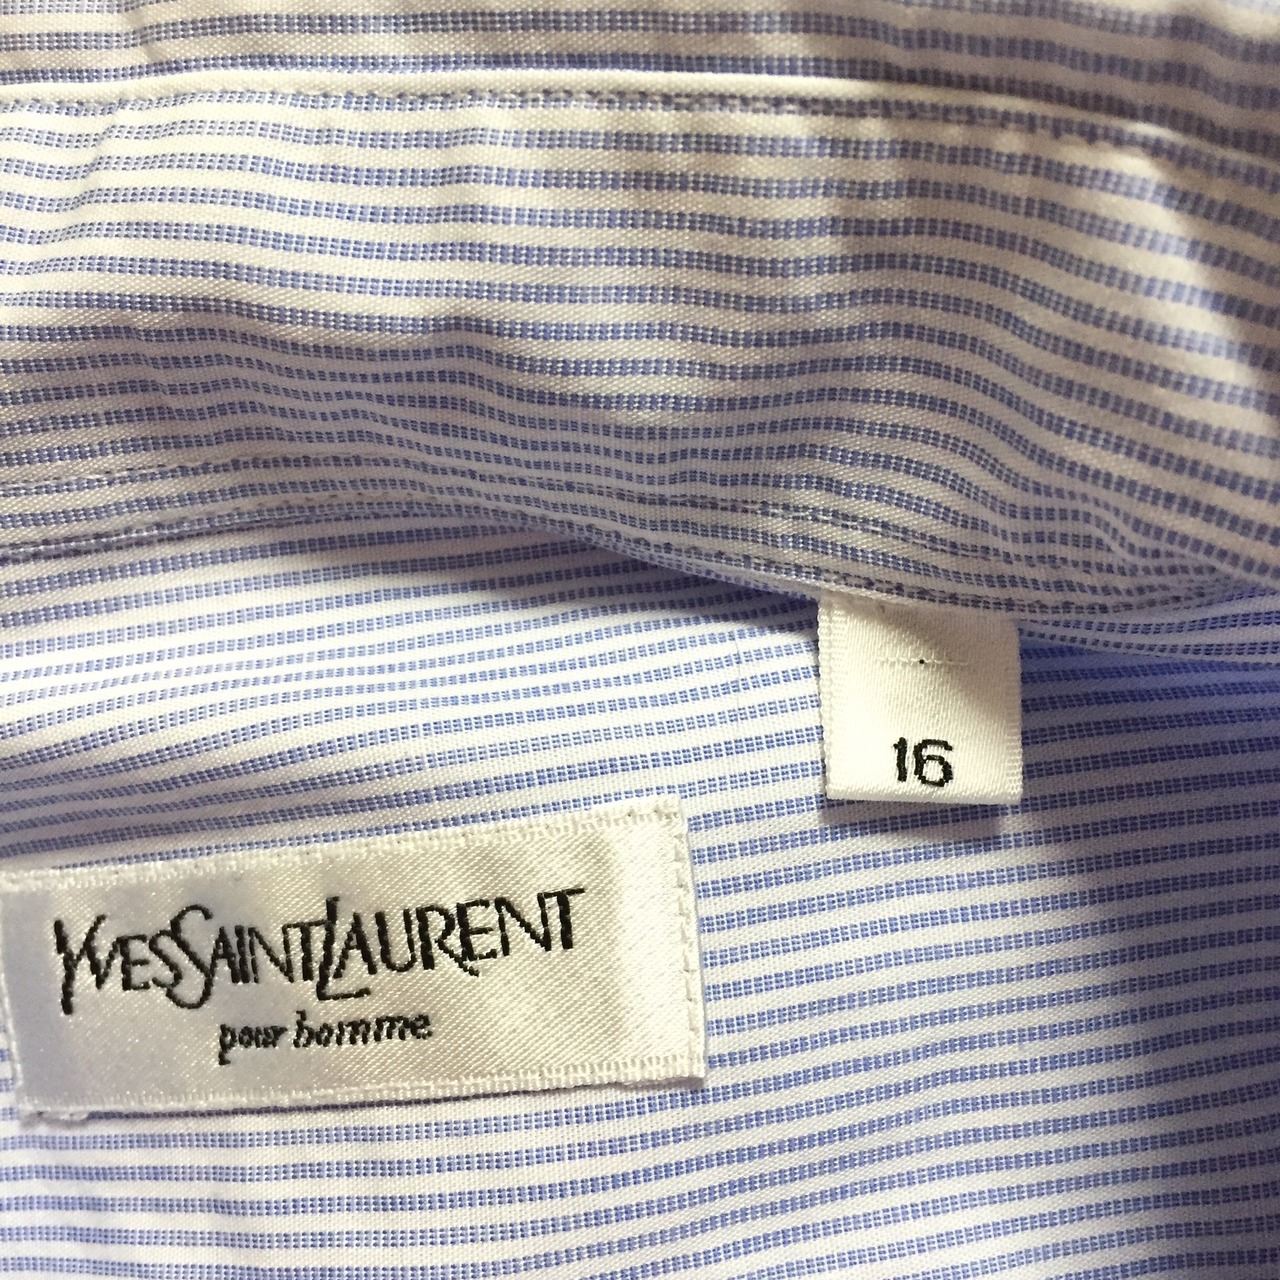 16
YVESSAINTLAURENT
pour homme